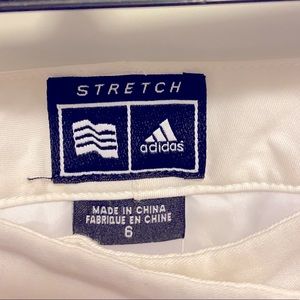 STRETCH
adidas
MADE IN CHINA
FABRIQUE EN CHINE
6